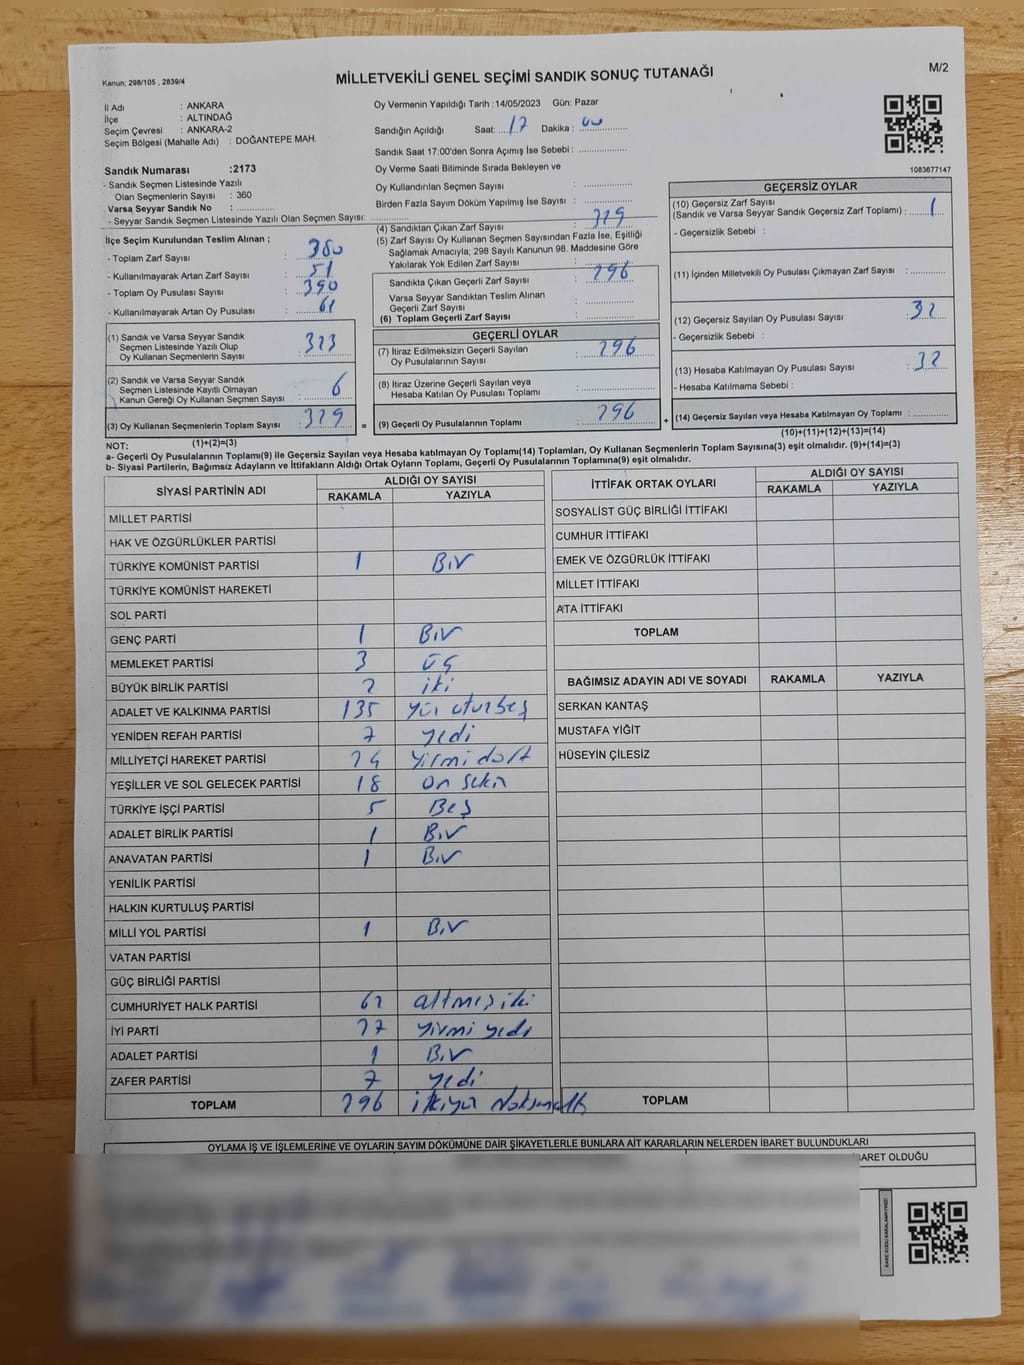 Kanun; 298/105 , 2839/4
MİLLETVEKİLİ GENEL SEÇİMİ SANDIK SONUÇ TUTANAĞI
M/2
İl Adı : ANKARA
İlçe : ALTINDAĞ
Seçim Çevresi : ANKARA-2
Seçim Bölgesi (Mahalle Adı) : DOĞANTEPE MAH.
Oy Vermenin Yapıldığı Tarih :14/05/2023 Gün: Pazar
Sandığın Açıldığı Saat: 17 Dakika : 00
Sandık Saat 17:00'den Sonra Açımış İse Sebebi :
Sandık Numarası :2173
- Sandık Seçmen Listesinde Yazılı
Olan Seçmenlerin Sayısı : 360
Varsa Seyyar Sandık No :
- Seyyar Sandık Seçmen Listesinde Yazılı Olan Seçmen Sayısı:
Oy Verme Saati Bitiminde Sırada Bekleyen ve
Oy Kullandırılan Seçmen Sayısı :
Birden Fazla Sayım Döküm Yapılmış İse Sayısı :
1083677147
İlçe Seçim Kurulundan Teslim Alınan ;
- Toplam Zarf Sayısı : 380
- Kullanılmayarak Artan Zarf Sayısı : 51
- Toplam Oy Pusulası Sayısı : 390
- Kullanılmayarak Artan Oy Pusulası : 61
(1) Sandık ve Varsa Seyyar Sandık
Seçmen Listesinde Yazılı Olup
Oy Kullanan Seçmenlerin Sayısı : 323
(2) Sandık ve Varsa Seyyar Sandık
Seçmen Listesinde Kayıtlı Olmayan
Kanun Gereği Oy Kullanan Seçmen Sayısı : 6
(3) Oy Kullanan Seçmenlerin Toplam Sayısı : 329
(1)+(2)=(3)
(4) Sandıktan Çıkan Zarf Sayısı : 329
(5) Zarf Sayısı Oy Kullanan Seçmen Sayısından Fazla İse, Eşitliği
Sağlamak Amacıyla; 298 Sayılı Kanunun 98. Maddesine Göre
Yakılarak Yok Edilen Zarf Sayısı :
Sandıkta Çıkan Geçerli Zarf Sayısı : 296
Varsa Seyyar Sandıktan Teslim Alınan
Geçerli Zarf Sayısı :
(6) Toplam Geçerli Zarf Sayısı :
GEÇERLİ OYLAR
(7) İtiraz Edilmeksizin Geçerli Sayılan
Oy Pusulalarının Sayısı : 296
(8) İtiraz Üzerine Geçerli Sayılan veya
Hesaba Katılan Oy Pusulası Toplamı :
= (9) Geçerli Oy Pusulalarının Toplamı : 296 +
GEÇERSİZ OYLAR
(10) Geçersiz Zarf Sayısı
(Sandık ve Varsa Seyyar Sandık Geçersiz Zarf Toplamı) : 1
- Geçersizlik Sebebi :
(11) İçinden Milletvekili Oy Pusulası Çıkmayan Zarf Sayısı :
(12) Geçersiz Sayılan Oy Pusulası Sayısı : 32
- Geçersizlik Sebebi :
(13) Hesaba Katılmayan Oy Pusulası Sayısı : 32
- Hesaba Katılmama Sebebi :
(14) Geçersiz Sayılan veya Hesaba Katılmayan Oy Toplamı :
(10)+(11)+(12)+(13)=(14)
NOT:
a- Geçerli Oy Pusulalarının Toplamı(9) ile Geçersiz Sayılan veya Hesaba katılmayan Oy Toplamı(14) Toplamları, Oy Kullanan Seçmenlerin Toplam Sayısına(3) eşit olmalıdır. (9)+(14)=(3)
b- Siyasi Partilerin, Bağımsız Adayların ve İttifakların Aldığı Ortak Oyların Toplamı, Geçerli Oy Pusulalarının Toplamına(9) eşit olmalıdır.
SİYASİ PARTİNİN ADI ALDIĞI OY SAYISI
RAKAMLA YAZIYLA
MİLLET PARTİSİ
HAK VE ÖZGÜRLÜKLER PARTİSİ
TÜRKİYE KOMÜNİST PARTİSİ 1 Bir
TÜRKİYE KOMÜNİST HAREKETİ
SOL PARTİ
GENÇ PARTİ 1 Bir
MEMLEKET PARTİSİ 3 üç
BÜYÜK BİRLİK PARTİSİ 2 iki
ADALET VE KALKINMA PARTİSİ 135 yüz oturbeş
YENİDEN REFAH PARTİSİ 7 yedi
MİLLİYETÇİ HAREKET PARTİSİ 24 yirmi dört
YEŞİLLER VE SOL GELECEK PARTİSİ 18 on sekiz
TÜRKİYE İŞÇİ PARTİSİ 5 Beş
ADALET BİRLİK PARTİSİ 1 Bir
ANAVATAN PARTİSİ 1 Bir
YENİLİK PARTİSİ
HALKIN KURTULUŞ PARTİSİ
MİLLİ YOL PARTİSİ 1 Bir
VATAN PARTİSİ
GÜÇ BİRLİĞİ PARTİSİ
CUMHURİYET HALK PARTİSİ 62 altmış iki
İYİ PARTİ 27 yirmi yedi
ADALET PARTİSİ 1 Bir
ZAFER PARTİSİ 7 yedi
TOPLAM 296
İTTİFAK ORTAK OYLARI ALDIĞI OY SAYISI
RAKAMLA YAZIYLA
SOSYALİST GÜÇ BİRLİĞİ İTTİFAKI
CUMHUR İTTİFAKI
EMEK VE ÖZGÜRLÜK İTTİFAKI
MİLLET İTTİFAKI
ATA İTTİFAKI
TOPLAM
BAĞIMSIZ ADAYIN ADI VE SOYADI RAKAMLA YAZIYLA
SERKAN KANTAŞ
MUSTAFA YİĞİT
HÜSEYİN ÇİLESİZ
TOPLAM
OYLAMA İŞ VE İŞLEMLERİNE VE OYLARIN SAYIM DÖKÜMÜNE DAİR ŞİKAYETLERLE BUNLARA AİT KARARLARIN NELERDEN İBARET BULUNDUKLARI
BARET OLDUĞU
KARE KODU KARALAMAYINIZ!